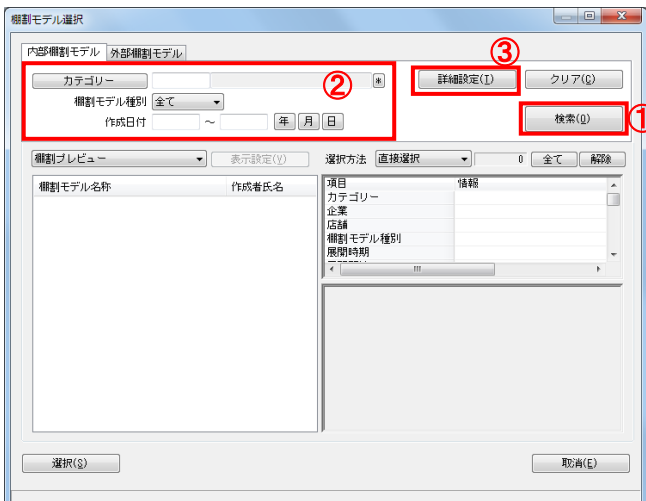 棚割モデル選択
内部棚割モデル 外部棚割モデル
③
カテゴリー * ② 詳細設定(I) クリア(C)
棚割モデル種別 全て
検索(Q) ①
作成日付 ～ 年 月 日
棚割プレビュー 表示設定(V) 選択方法 直接選択 0 全て 解除
棚割モデル名称 作成者氏名
項目 情報
カテゴリー
企業
店舗
棚割モデル種別
展開時期
選択(S) 取消(E)